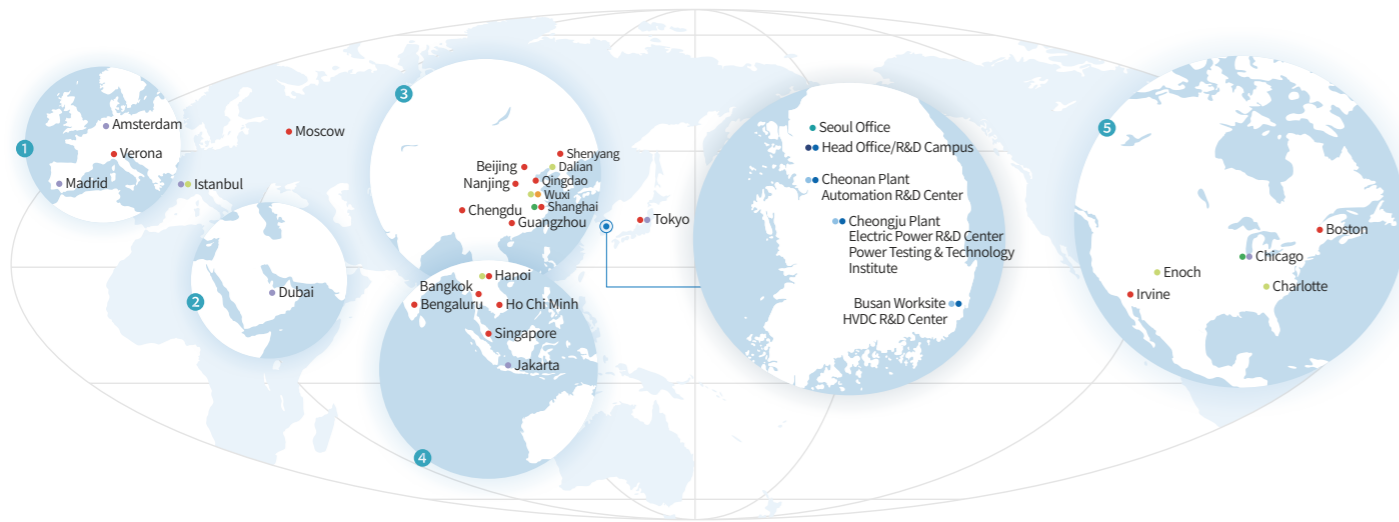 1
Amsterdam
Verona
Madrid
Istanbul
Moscow
2
Dubai
3
Shenyang
Beijing
Dalian
Nanjing
Qingdao
Wuxi
Chengdu
Shanghai
Guangzhou
Tokyo
4
Hanoi
Bangkok
Bengaluru
Ho Chi Minh
Singapore
Jakarta
Seoul Office
Head Office/R&D Campus
Cheonan Plant
Automation R&D Center
Cheongju Plant
Electric Power R&D Center
Power Testing & Technology
Institute
Busan Worksite
HVDC R&D Center
5
Boston
Chicago
Enoch
Irvine
Charlotte